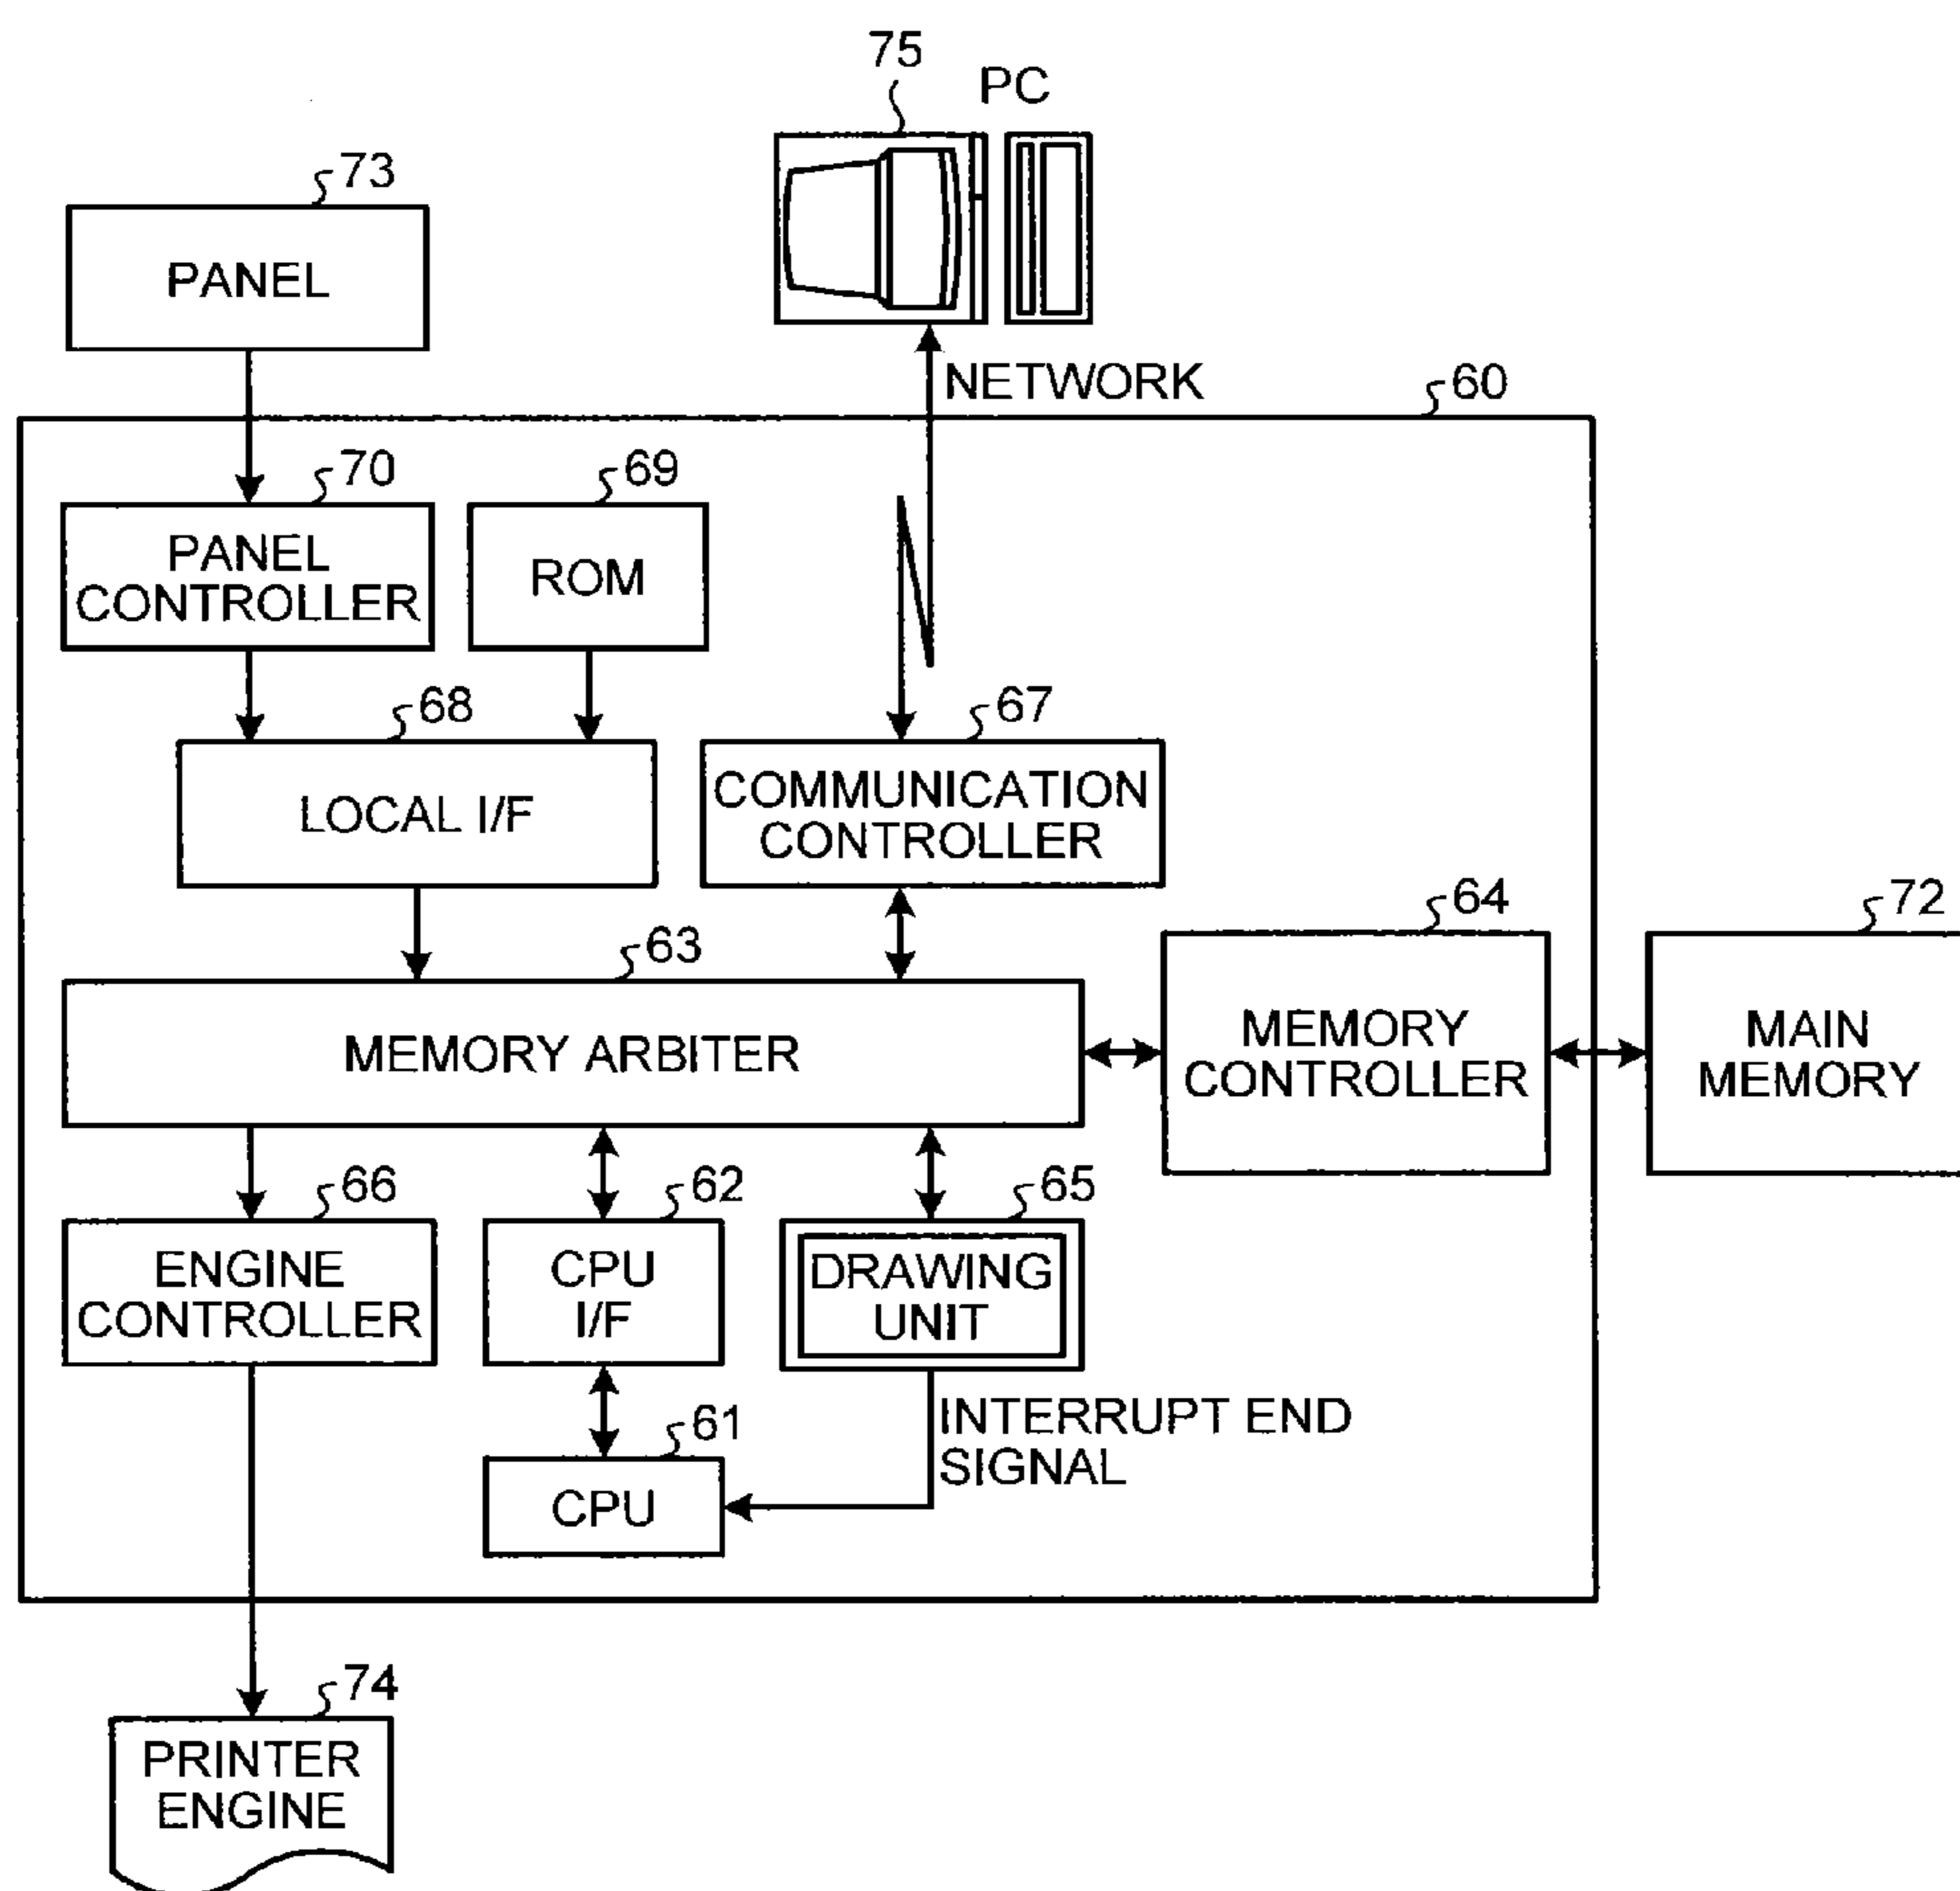 75
PC
73
PANEL
NETWORK
60
70
69
PANEL
CONTROLLER
ROM
68
67
LOCAL I/F
COMMUNICATION
CONTROLLER
64
72
63
MEMORY ARBITER
MEMORY
CONTROLLER
MAIN
MEMORY
66
62
65
ENGINE
CONTROLLER
CPU
I/F
DRAWING
UNIT
61
INTERRUPT END
SIGNAL
CPU
74
PRINTER
ENGINE